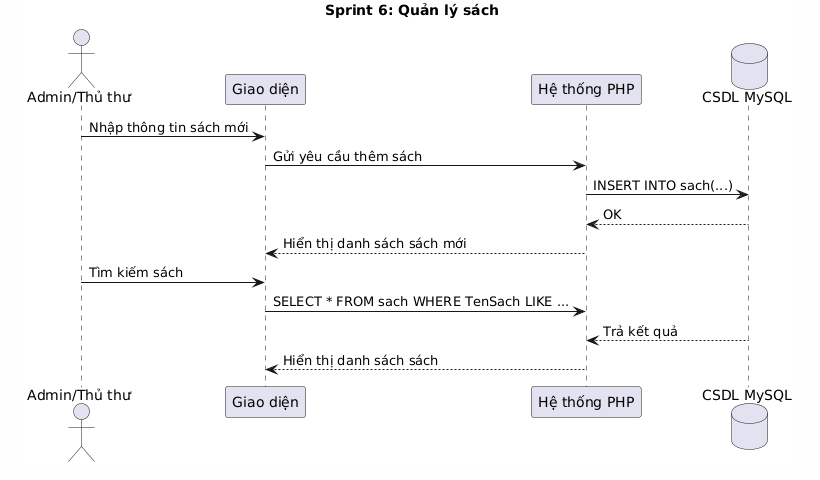 Sprint 6: Quản lý sách
Admin/Thủ thư
Giao diện
Hệ thống PHP
CSDL MySQL
Nhập thông tin sách mới
Gửi yêu cầu thêm sách
INSERT INTO sach(...)
OK
Hiển thị danh sách sách mới
Tìm kiếm sách
SELECT * FROM sach WHERE TenSach LIKE ...
Trả kết quả
Hiển thị danh sách sách
Admin/Thủ thư
Giao diện
Hệ thống PHP
CSDL MySQL